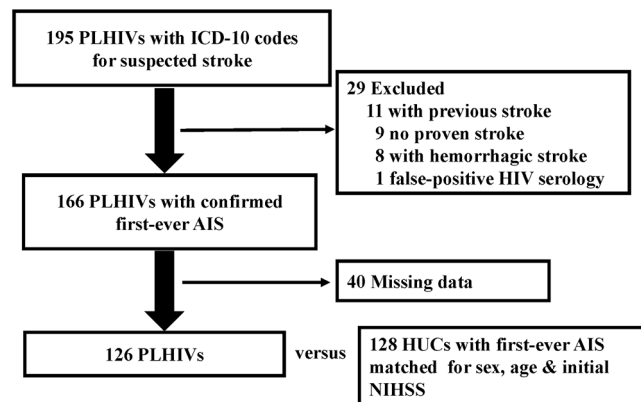 195 PLHIVs with ICD-10 codes
for suspected stroke
29 Excluded
11 with previous stroke
9 no proven stroke
8 with hemorrhagic stroke
1 false-positive HIV serology
166 PLHIVs with confirmed
first-ever AIS
40 Missing data
126 PLHIVs
versus
128 HUCs with first-ever AIS
matched for sex, age & initial
NIHSS